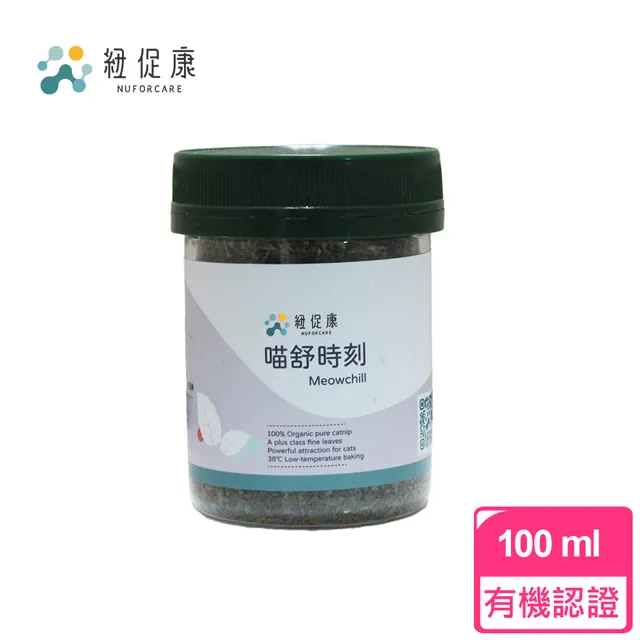 紐促康
NUFORCARE
紐促康
NUFORCARE
喵舒時刻
Meowchill
100% Organic pure catnip
A plus class fine leaves
Powerful attraction for cats
38℃ Low-temperature baking
100 ml
有機認證